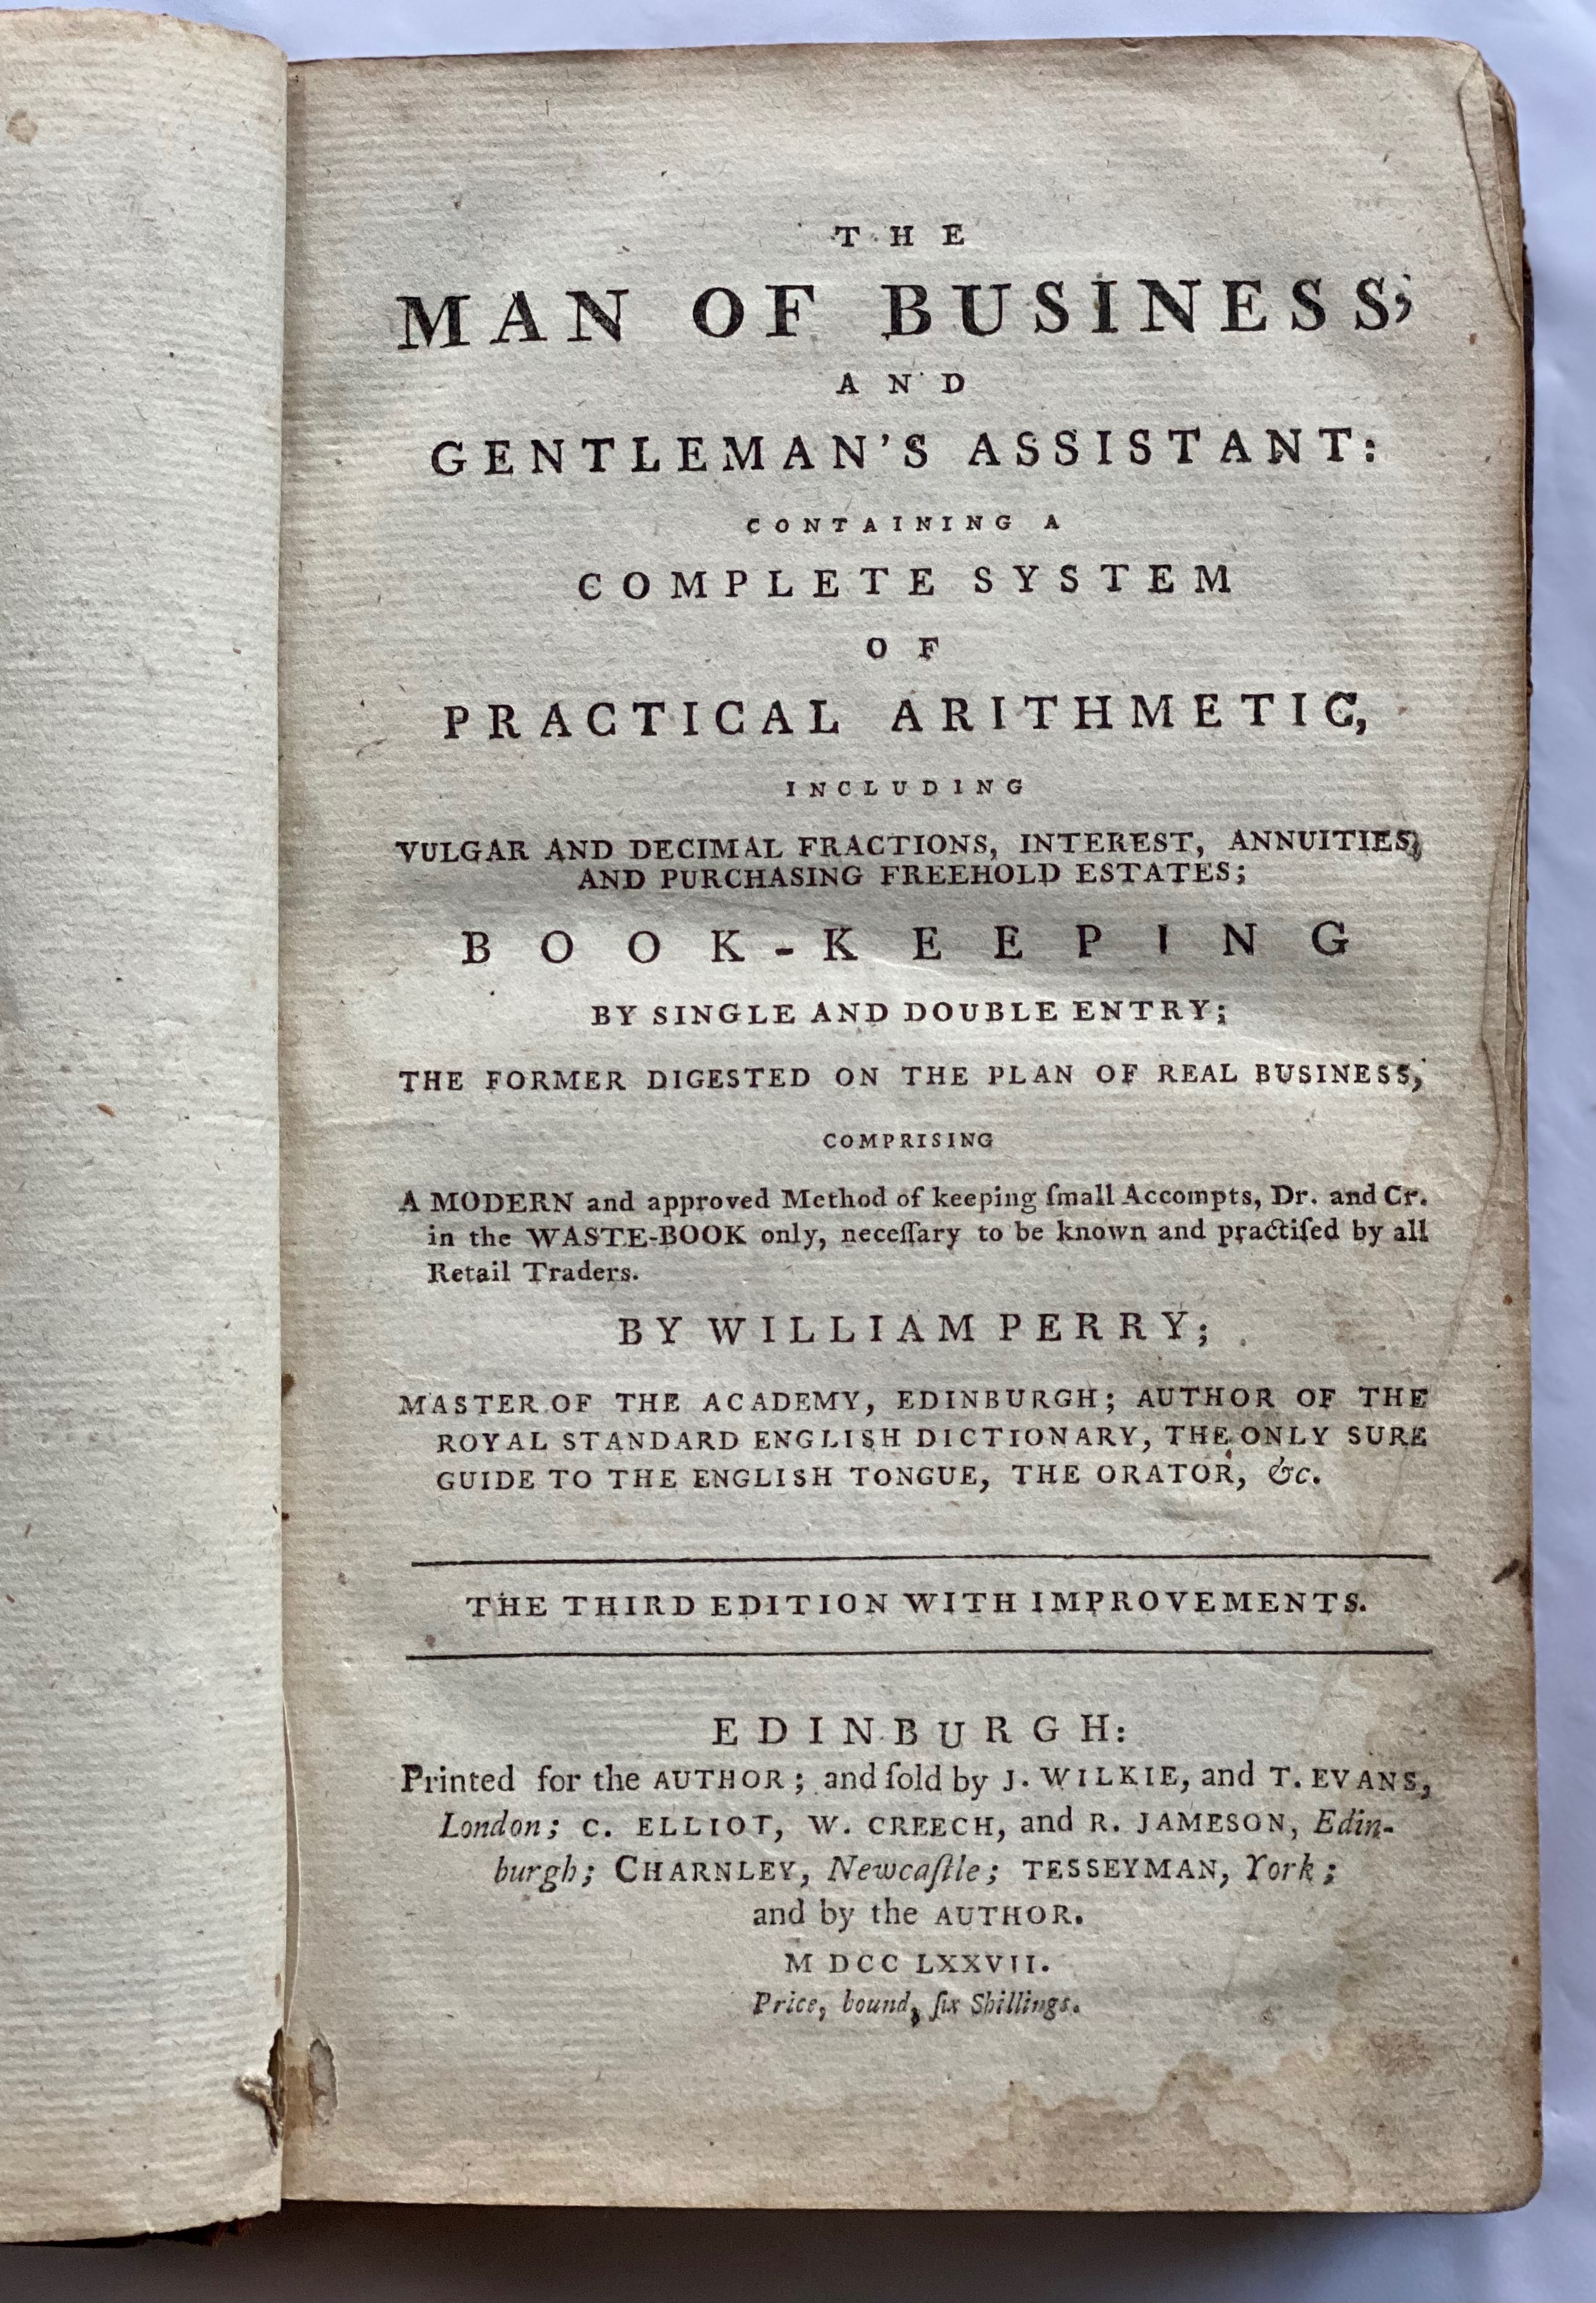 THE
MAN OF BUSINESS;
AND
GENTLEMAN'S ASSISTANT:
CONTAINING A
COMPLETE SYSTEM
OF
PRACTICAL ARITHMETIC,
INCLUDING
VULGAR AND DECIMAL FRACTIONS, INTEREST, ANNUITIES,
AND PURCHASING FREEHOLD ESTATES;
BOOK-KEEPING
BY SINGLE AND DOUBLE ENTRY;
THE FORMER DIGESTED ON THE PLAN OF REAL BUSINESS,
COMPRISING
A MODERN and approved Method of keeping ſmall Accompts, Dr. and Cr.
in the WASTE-BOOK only, neceſſary to be known and practiſed by all
Retail Traders.
BY WILLIAM PERRY;
MASTER OF THE ACADEMY, EDINBURGH; AUTHOR OF THE
ROYAL STANDARD ENGLISH DICTIONARY, THE ONLY SURE
GUIDE TO THE ENGLISH TONGUE, THE ORATOR, &c.
THE THIRD EDITION WITH IMPROVEMENTS.
EDINBURGH:
Printed for the AUTHOR; and ſold by J. WILKIE, and T. EVANS,
London; C. ELLIOT, W. CREECH, and R. JAMESON, Edin-
burgh; CHARNLEY, Newcaſtle; TESSEYMAN, York;
and by the AUTHOR.
M DCC LXXVII.
Price, bound, ſix Shillings.